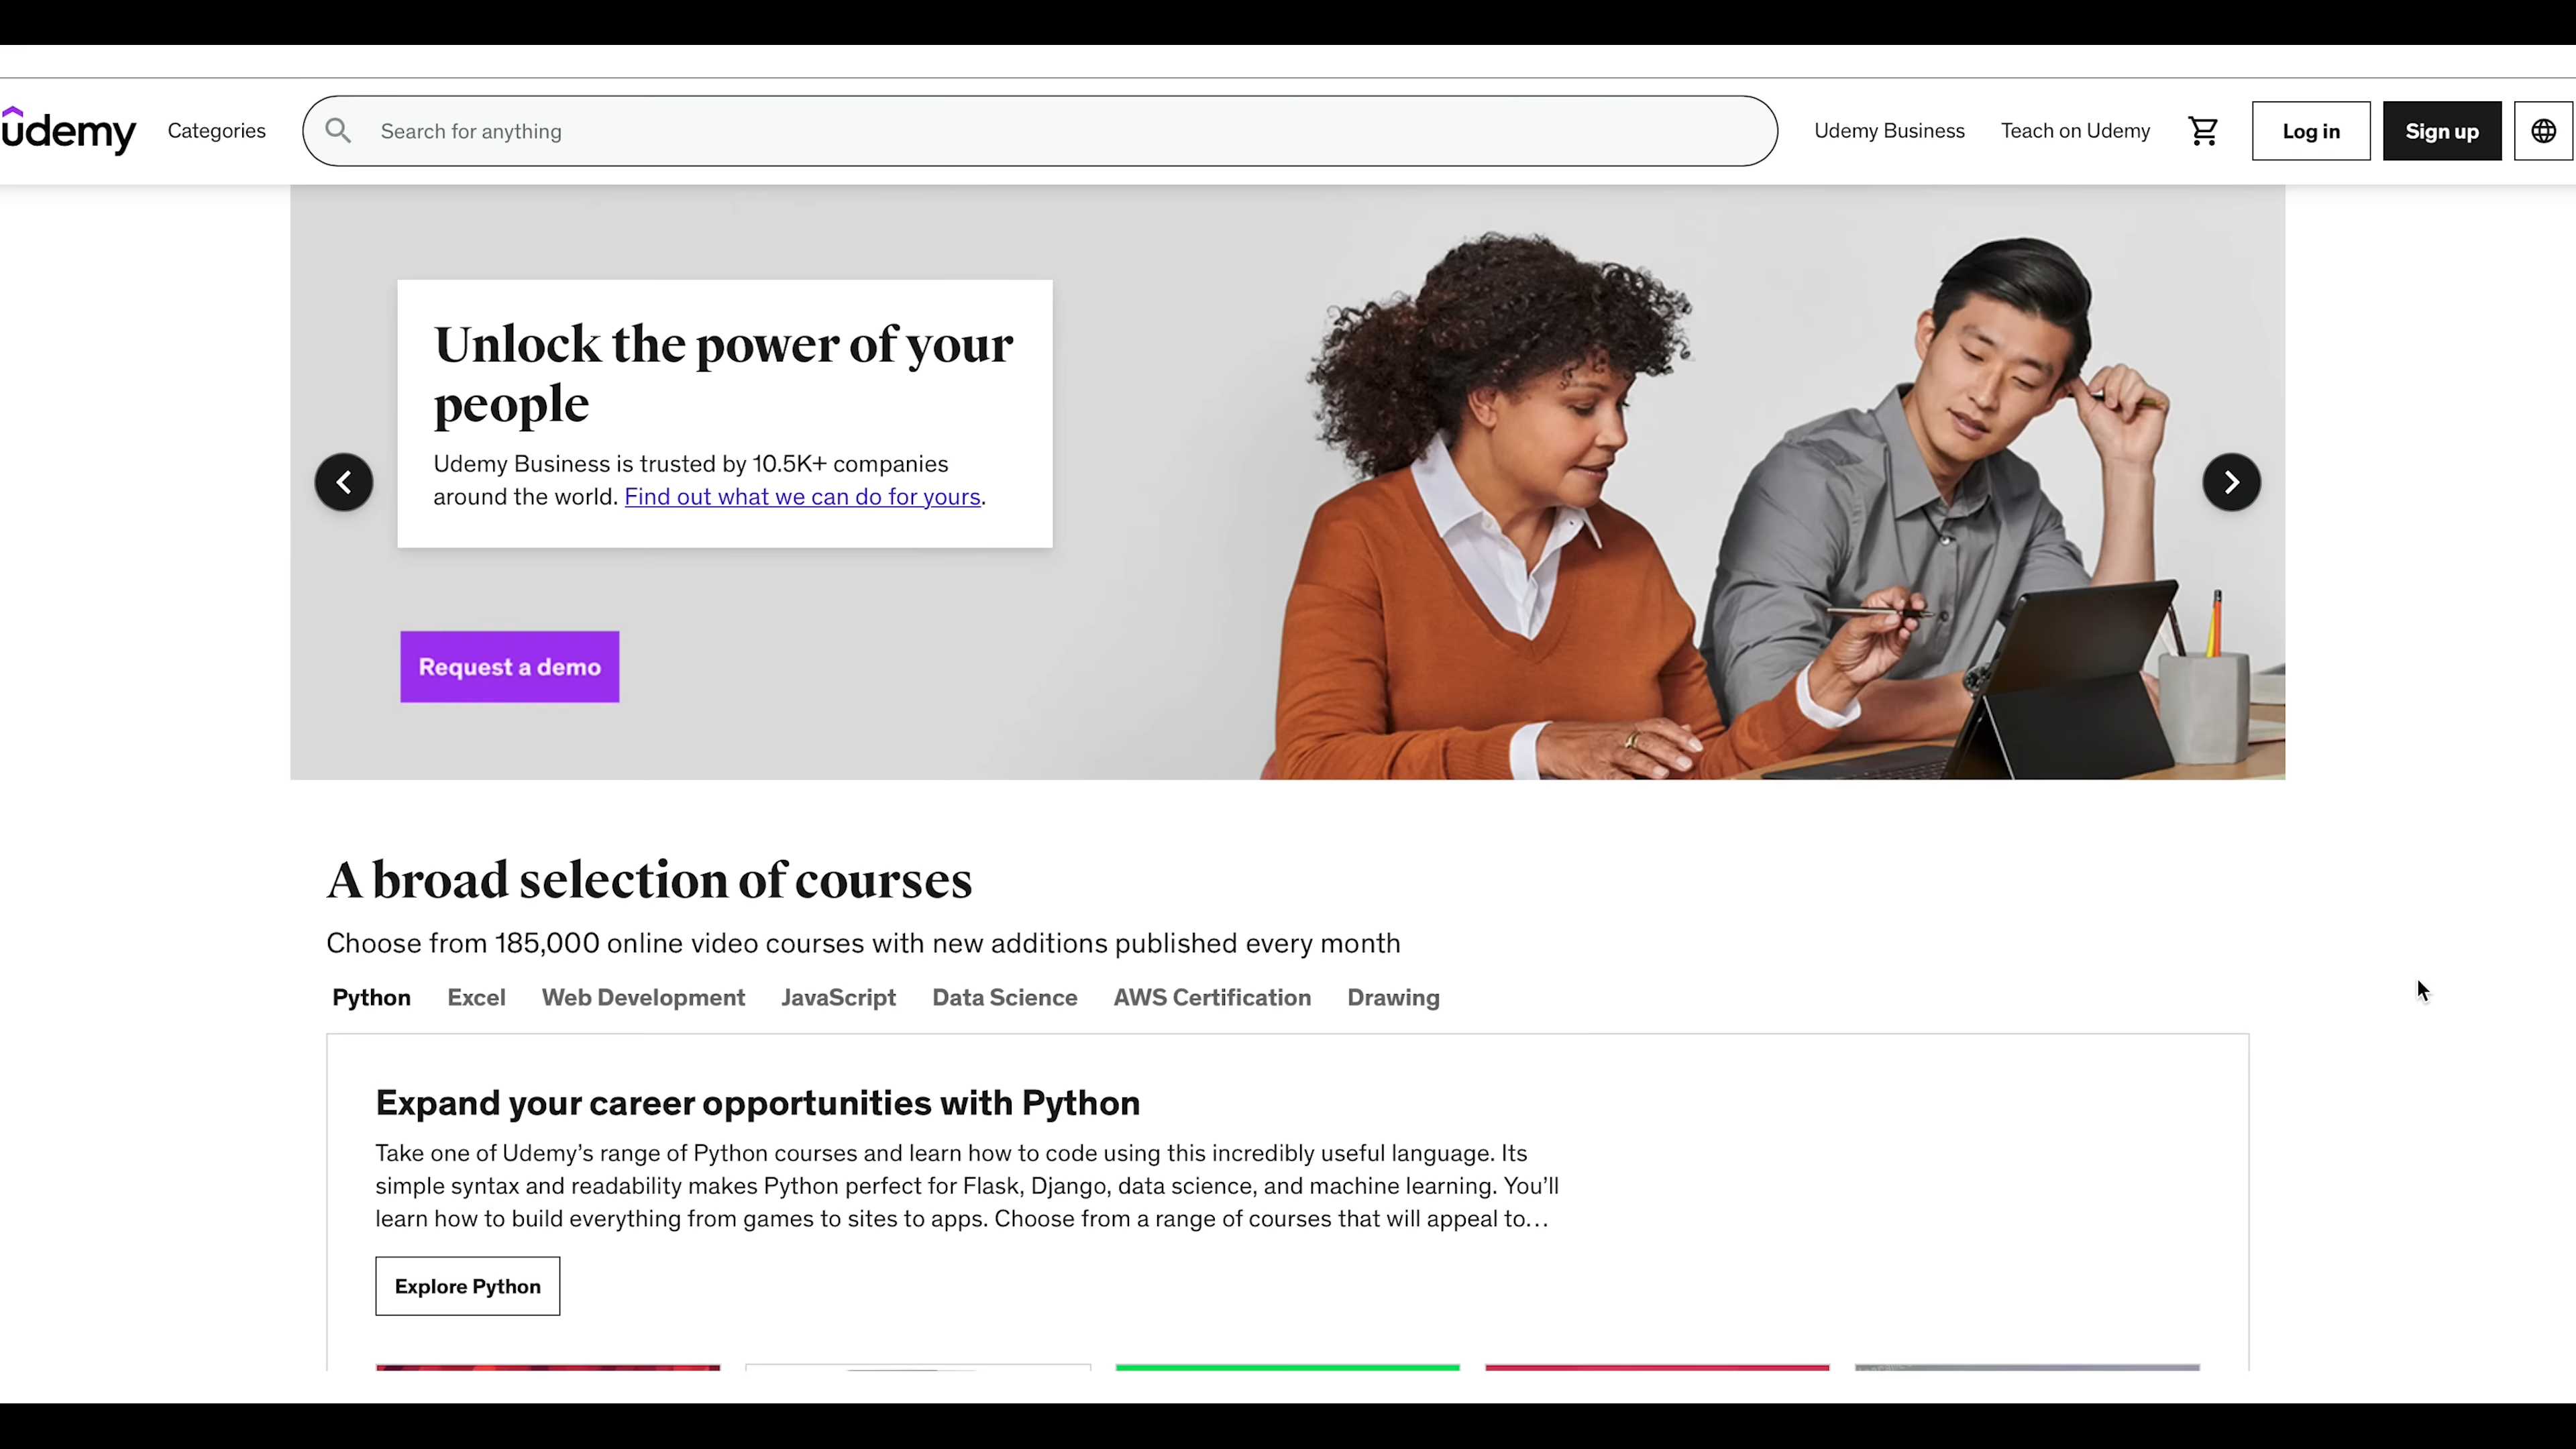 udemy Categories Search for anything Udemy Business Teach on Udemy Log in Sign up
Unlock the power of your
people
Udemy Business is trusted by 10.5K+ companies
around the world. Find out what we can do for yours.
Request a demo
A broad selection of courses
Choose from 185,000 online video courses with new additions published every month
Python Excel Web Development JavaScript Data Science AWS Certification Drawing
Expand your career opportunities with Python
Take one of Udemy’s range of Python courses and learn how to code using this incredibly useful language. Its
simple syntax and readability makes Python perfect for Flask, Django, data science, and machine learning. You’ll
learn how to build everything from games to sites to apps. Choose from a range of courses that will appeal to…
Explore Python